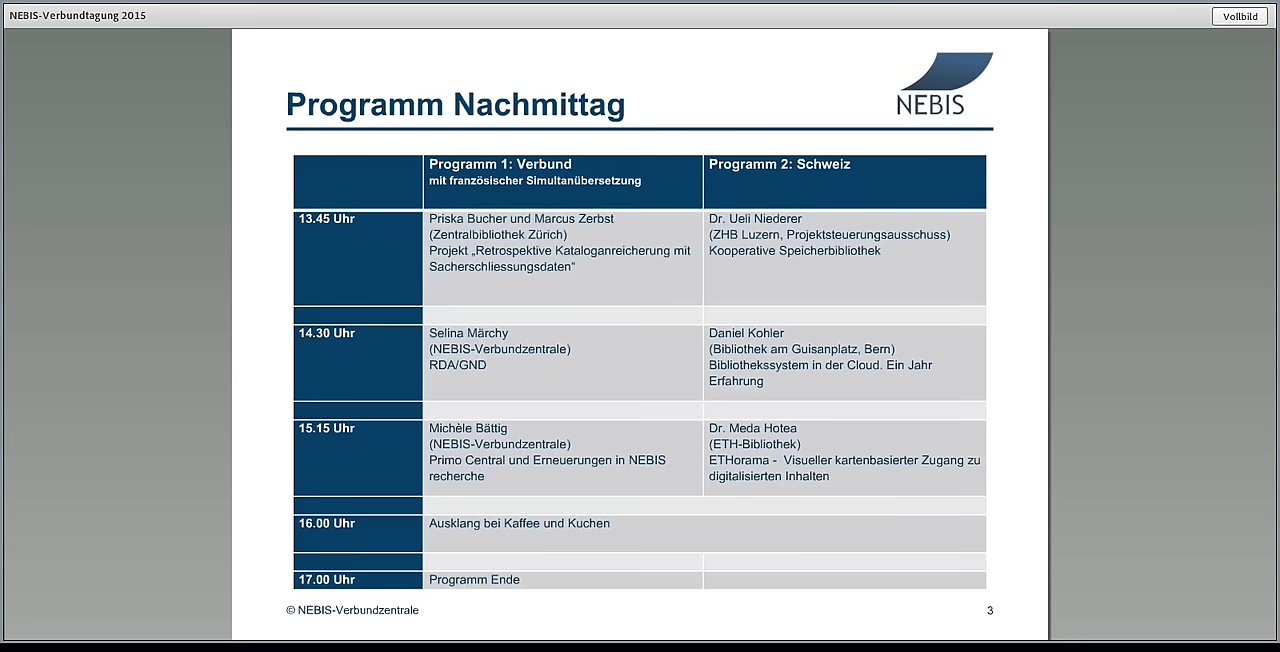 NEBIS-Verbundtagung 2015
Vollbild
NEBIS
Programm Nachmittag
Programm 1: Verbund
mit französischer Simultanübersetzung
Programm 2: Schweiz
13.45 Uhr
Priska Bucher und Marcus Zerbst
(Zentralbibliothek Zürich)
Projekt „Retrospektive Kataloganreicherung mit
Sacherschliessungsdaten“
Dr. Ueli Niederer
(ZHB Luzern, Projektsteuerungsausschuss)
Kooperative Speicherbibliothek
14.30 Uhr
Selina Märchy
(NEBIS-Verbundzentrale)
RDA/GND
Daniel Kohler
(Bibliothek am Guisanplatz, Bern)
Bibliothekssystem in der Cloud. Ein Jahr
Erfahrung
15.15 Uhr
Michèle Bättig
(NEBIS-Verbundzentrale)
Primo Central und Erneuerungen in NEBIS
recherche
Dr. Meda Hotea
(ETH-Bibliothek)
ETHorama - Visueller kartenbasierter Zugang zu
digitalisierten Inhalten
16.00 Uhr
Ausklang bei Kaffee und Kuchen
17.00 Uhr
Programm Ende
© NEBIS-Verbundzentrale
3